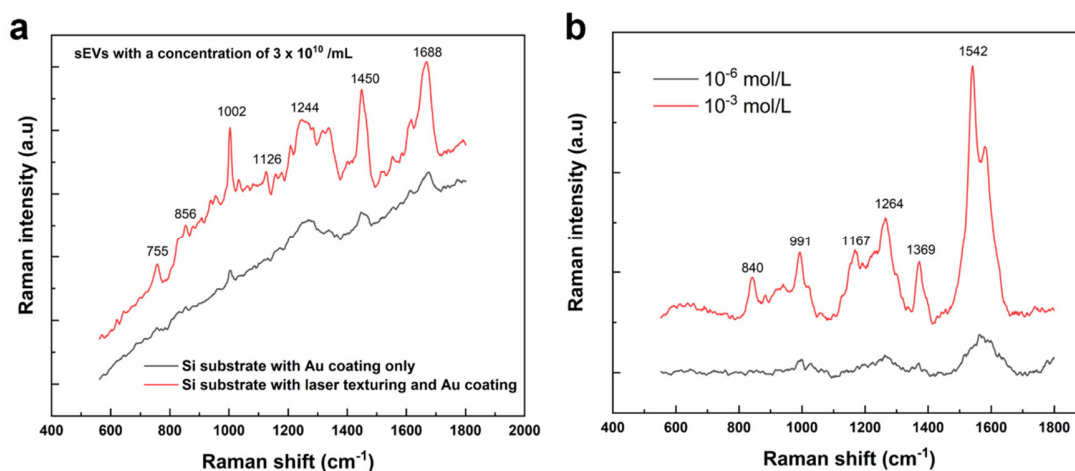 a
sEVs with a concentration of 3 x 10¹⁰ /mL
1688
1450
1002
1244
1126
856
755
Raman intensity (a.u)
Si substrate with Au coating only
Si substrate with laser texturing and Au coating
400 600 800 1000 1200 1400 1600 1800 2000
Raman shift (cm⁻¹)
b
1542
10⁻⁶ mol/L
10⁻³ mol/L
1264
991
1167
1369
840
Raman intensity (a.u)
400 600 800 1000 1200 1400 1600 1800
Raman shift (cm⁻¹)